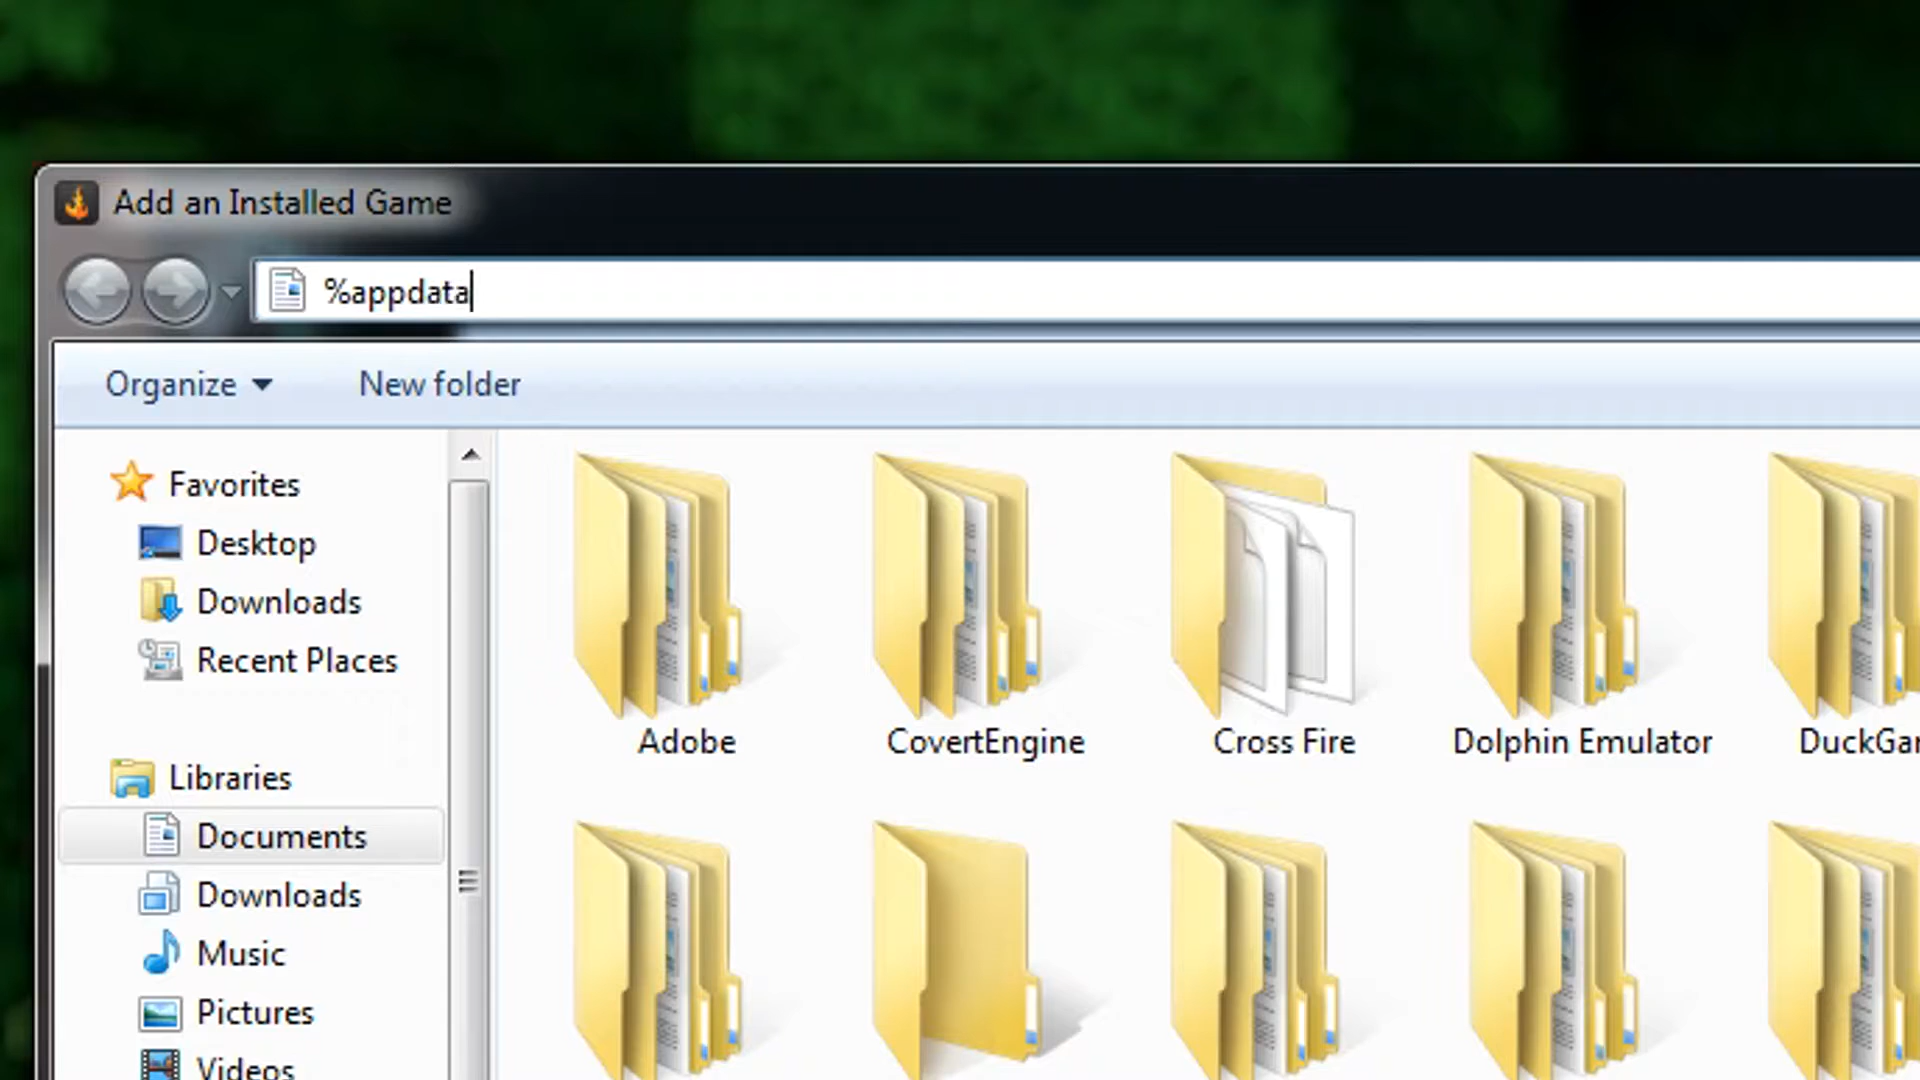 Add an Installed Game
%appdata
Organize
New folder
Favorites
Desktop
Downloads
Recent Places
Libraries
Documents
Downloads
Music
Pictures
Videos
Adobe
CovertEngine
Cross Fire
Dolphin Emulator
DuckGa